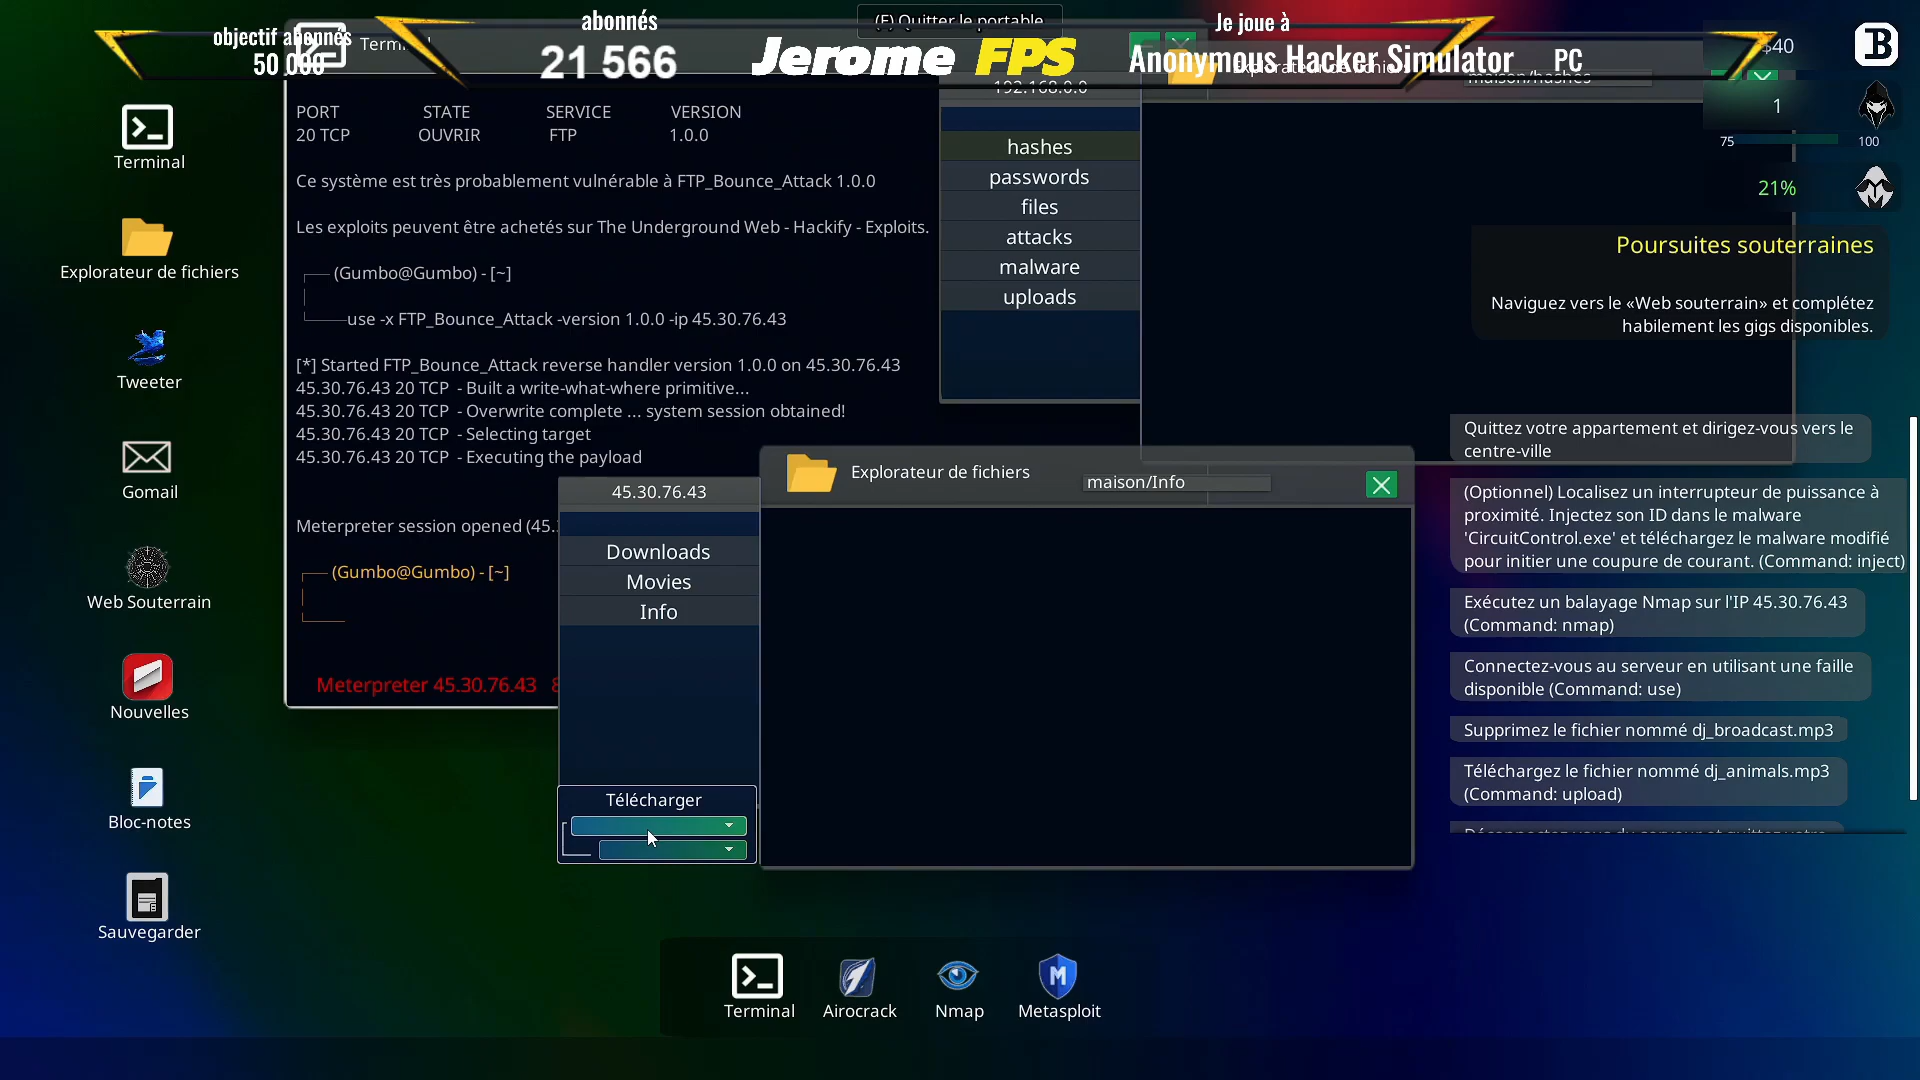 objectif abonnés
50 000
abonnés
21 566
(F) Quitter le portable
Jerome FPS
Je joue à
Anonymous Hacker Simulator
PC
$40
1
75
100
21%
Terminal
Explorateur de fichiers
Tweeter
Gomail
Web Souterrain
Nouvelles
Bloc-notes
Sauvegarder
PORT STATE SERVICE VERSION
20 TCP OUVRIR FTP 1.0.0
Ce système est très probablement vulnérable à FTP_Bounce_Attack 1.0.0
Les exploits peuvent être achetés sur The Underground Web - Hackify - Exploits.
(Gumbo@Gumbo) - [~]
use -x FTP_Bounce_Attack -version 1.0.0 -ip 45.30.76.43
[*] Started FTP_Bounce_Attack reverse handler version 1.0.0 on 45.30.76.43
45.30.76.43 20 TCP - Built a write-what-where primitive...
45.30.76.43 20 TCP - Overwrite complete ... system session obtained!
45.30.76.43 20 TCP - Selecting target
45.30.76.43 20 TCP - Executing the payload
Meterpreter session opened (45.
(Gumbo@Gumbo) - [~]
Meterpreter 45.30.76.43
192.168.0.0
hashes
passwords
files
attacks
malware
uploads
maison/hashes
45.30.76.43
Downloads
Movies
Info
Télécharger
Explorateur de fichiers
maison/Info
Poursuites souterraines
Naviguez vers le «Web souterrain» et complétez
habilement les gigs disponibles.
Quittez votre appartement et dirigez-vous vers le
centre-ville
(Optionnel) Localisez un interrupteur de puissance à
proximité. Injectez son ID dans le malware
'CircuitControl.exe' et téléchargez le malware modifié
pour initier une coupure de courant. (Command: inject)
Exécutez un balayage Nmap sur l'IP 45.30.76.43
(Command: nmap)
Connectez-vous au serveur en utilisant une faille
disponible (Command: use)
Supprimez le fichier nommé dj_broadcast.mp3
Téléchargez le fichier nommé dj_animals.mp3
(Command: upload)
Terminal
Airocrack
Nmap
Metasploit